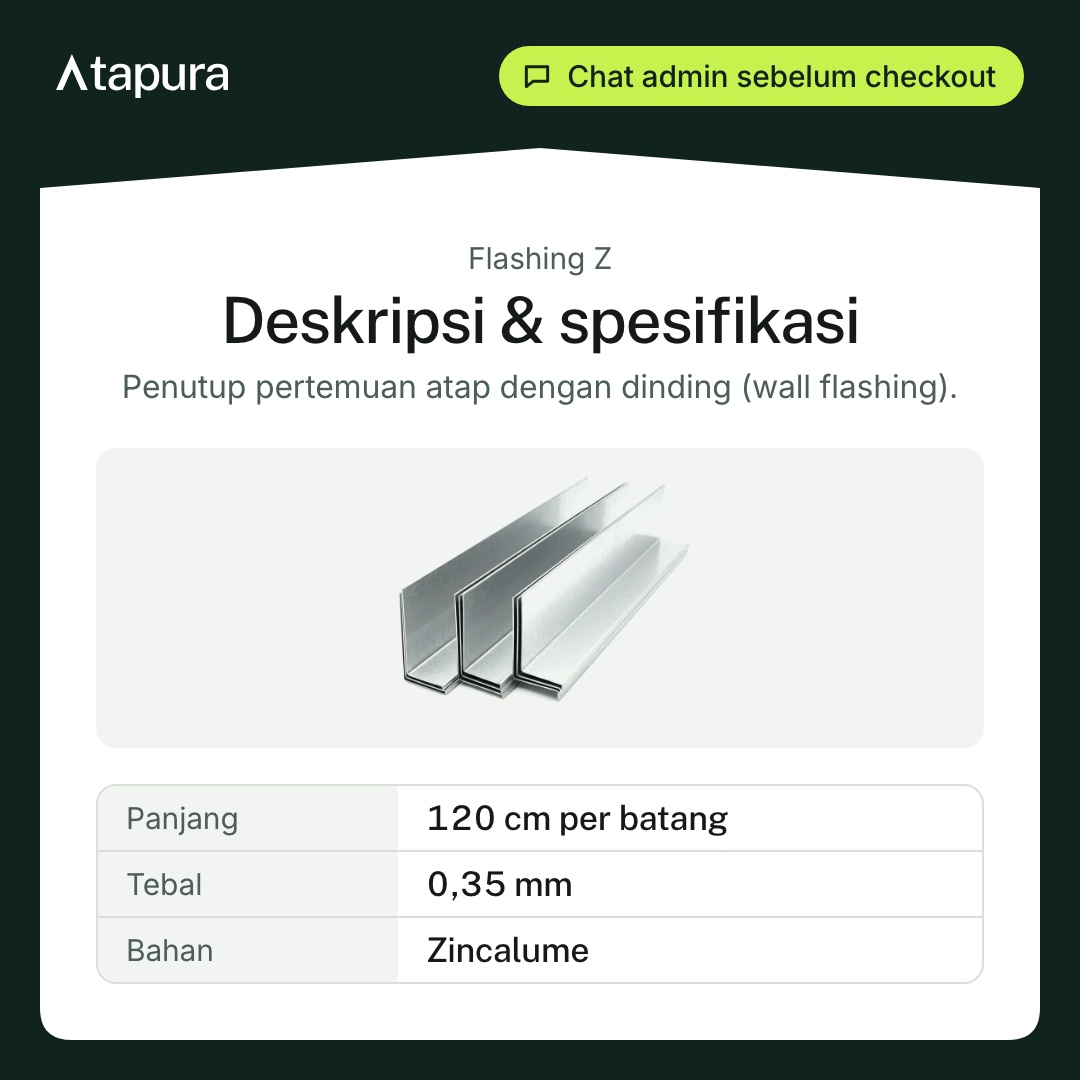 Atapura
Chat admin sebelum checkout
Flashing Z
Deskripsi & spesifikasi
Penutup pertemuan atap dengan dinding (wall flashing).
Panjang 120 cm per batang
Tebal 0,35 mm
Bahan Zincalume